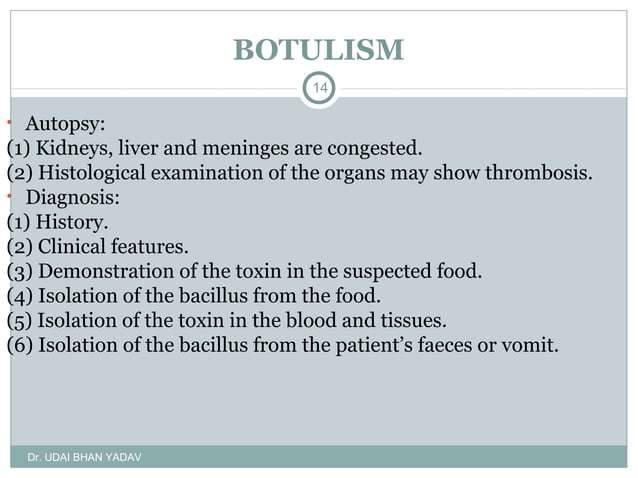 BOTULISM
14
• Autopsy:
(1) Kidneys, liver and meninges are congested.
(2) Histological examination of the organs may show thrombosis.
• Diagnosis:
(1) History.
(2) Clinical features.
(3) Demonstration of the toxin in the suspected food.
(4) Isolation of the bacillus from the food.
(5) Isolation of the toxin in the blood and tissues.
(6) Isolation of the bacillus from the patient’s faeces or vomit.
Dr. UDAI BHAN YADAV